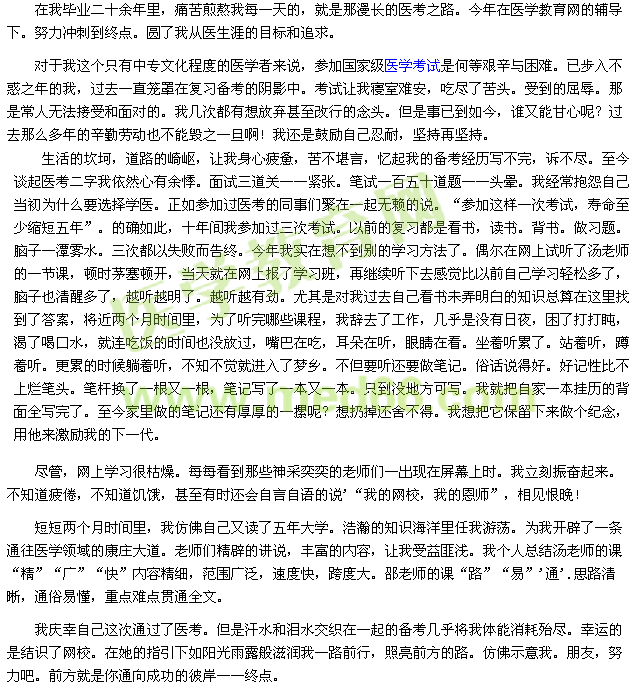 在我毕业二十余年里，痛苦煎熬我每一天的，就是那漫长的医考之路。今年在医学教育网的辅导
下。努力冲刺到终点。圆了我从医生涯的目标和追求。
对于我这个只有中专文化程度的医学者来说，参加国家级医学考试是何等艰辛与困难。已步入不
惑之年的我，过去一直笼罩在复习备考的阴影中。考试让我寝室难安，吃尽了苦头。受到的屈辱。那
是常人无法接受和面对的。我几次都有想放弃甚至改行的念头。但是事已到如今，谁又能甘心呢？过
去那么多年的辛勤劳动也不能毁之一旦啊！我还是鼓励自己忍耐，坚持再坚持。
生活的坎坷，道路的崎岖，让我身心疲惫，苦不堪言，忆起我的备考经历写不完，诉不尽。至今
谈起医考二字我依然心有余悸。面试三道关一一紧张。笔试一百五十道题一一头晕。我经常抱怨自己
当初为什么要选择学医。正如参加过医考的同事们聚在一起无赖的说。“参加这样一次考试，寿命至
少缩短五年”。的确如此，十年间我参加过三次考试。以前的复习都是看书，读书。背书。做习题。
脑子一潭雾水。三次都以失败而告终。今年我实在想不到别的学习方法了。偶尔在网上试听了汤老师
的一节课，顿时茅塞顿开，当天就在网上报了学习班，再继续听下去感觉比以前自己学习轻松多了，
脑子也清醒多了，越听越明了。越听越有劲。尤其是对我过去自己看书未弄明白的知识总算在这里找
到了答案，将近两个月时间里，为了听完哪些课程，我辞去了工作，几乎是没有日夜，困了打打盹，
渴了喝口水，就连吃饭的时间也没放过，嘴巴在吃，耳朵在听，眼睛在看。坐着听累了。站着听，蹲
着听。更累的时候躺着听，不知不觉就进入了梦乡。不但要听还要做笔记。俗话说得好。好记性比不
上烂笔头。笔杆换了一根又一根，笔记写了一本又一本。只到没地方可写。我就把自家一本挂历的背
面全写完了。至今家里做的笔记还有厚厚的一摞呢？想扔掉还舍不得。我想把它保留下来做个纪念，
用他来激励我的下一代。
尽管，网上学习很枯燥。每每看到那些神采奕奕的老师们一出现在屏幕上时。我立刻振奋起来。
不知道疲倦，不知道饥饿，甚至有时还会自言自语的说’“我的网校，我的恩师”，相见恨晚！
短短两个月时间里，我仿佛自己又读了五年大学。浩瀚的知识海洋里任我游荡。为我开辟了一条
通往医学领域的康庄大道。老师们精辟的讲说，丰富的内容，让我受益匪浅。我个人总结汤老师的课
“精”“广”“快”内容精细，范围广泛，速度快，跨度大。邵老师的课“路”“易”’通’.思路清
晰，通俗易懂，重点难点贯通全文。
我庆幸自己这次通过了医考。但是汗水和泪水交织在一起的备考几乎将我体能消耗殆尽。幸运的
是结识了网校。在她的指引下如阳光雨露般滋润我一路前行，照亮前方的路。仿佛示意我。朋友，努
力吧。前方就是你通向成功的彼岸一一终点。
医学教育网
www.med66.com